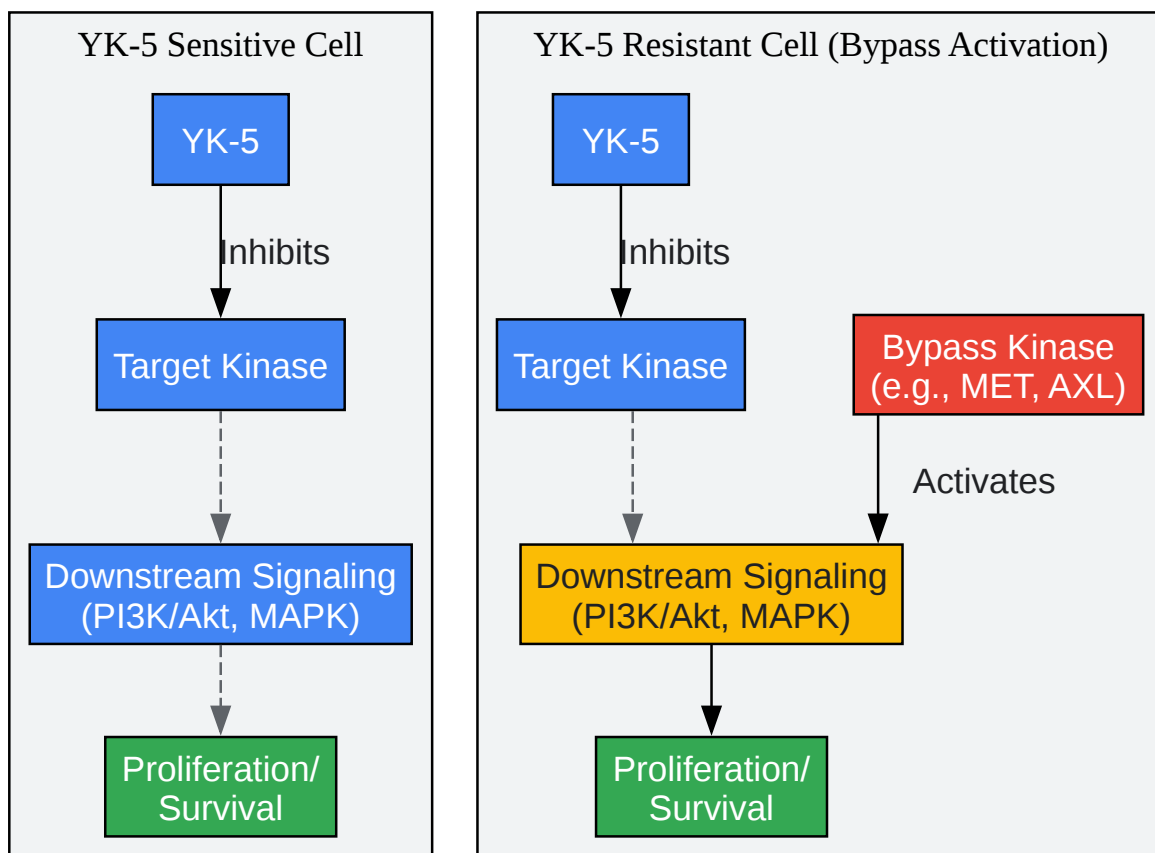 YK-5 Sensitive Cell
YK-5
Inhibits
Target Kinase
Downstream Signaling
(PI3K/Akt, MAPK)
Proliferation/
Survival
YK-5 Resistant Cell (Bypass Activation)
YK-5
Inhibits
Target Kinase
Bypass Kinase
(e.g., MET, AXL)
Activates
Downstream Signaling
(PI3K/Akt, MAPK)
Proliferation/
Survival